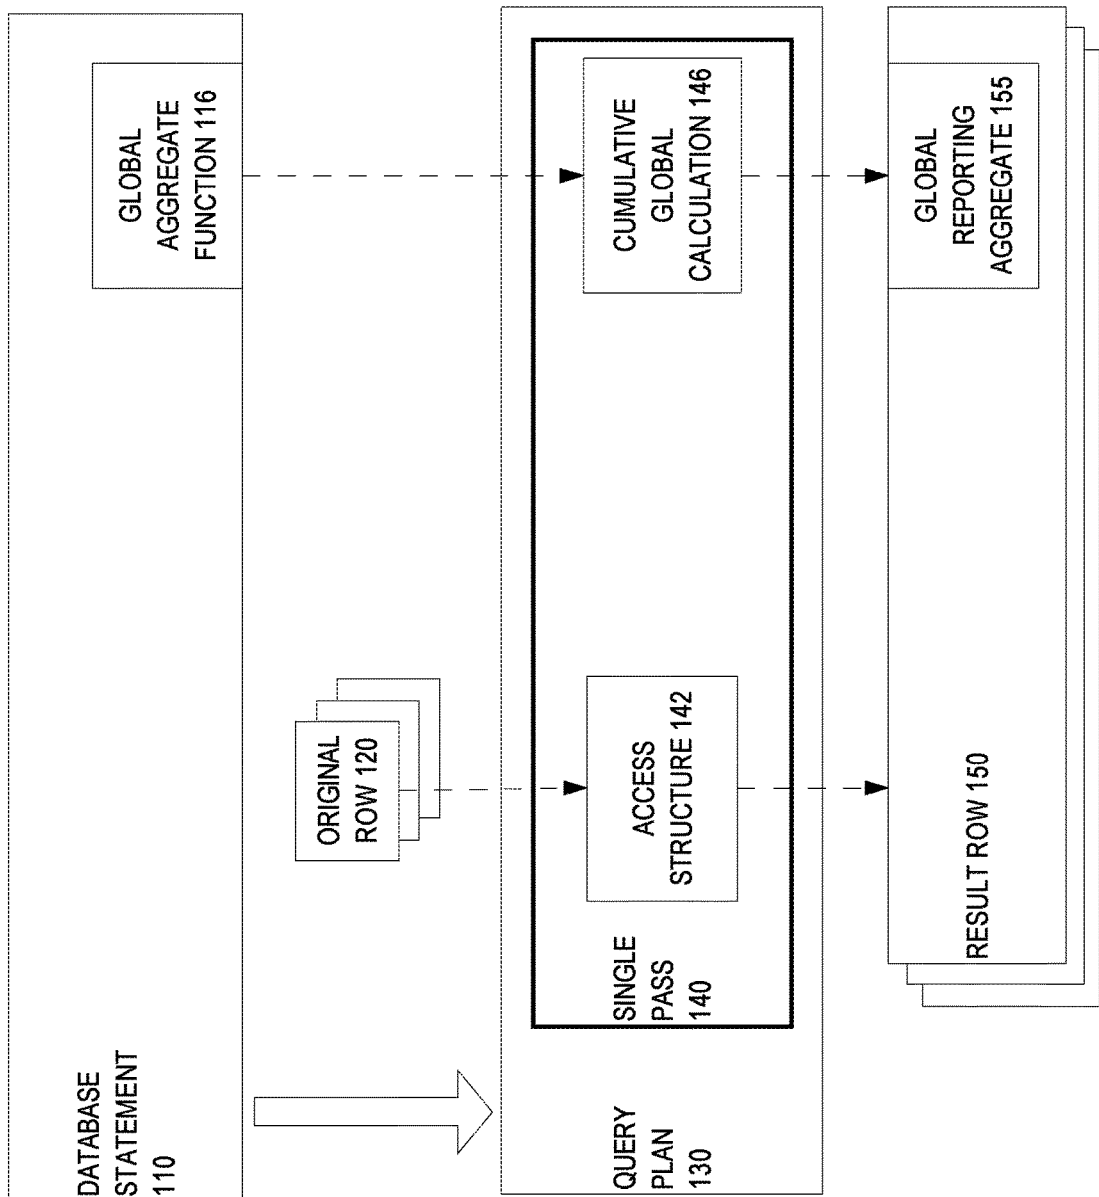 DATABASE
STATEMENT
110
GLOBAL
AGGREGATE
FUNCTION 116
ORIGINAL
ROW 120
QUERY
PLAN
130
SINGLE
PASS
140
ACCESS
STRUCTURE 142
CUMULATIVE
GLOBAL
CALCULATION 146
RESULT ROW 150
GLOBAL
REPORTING
AGGREGATE 155